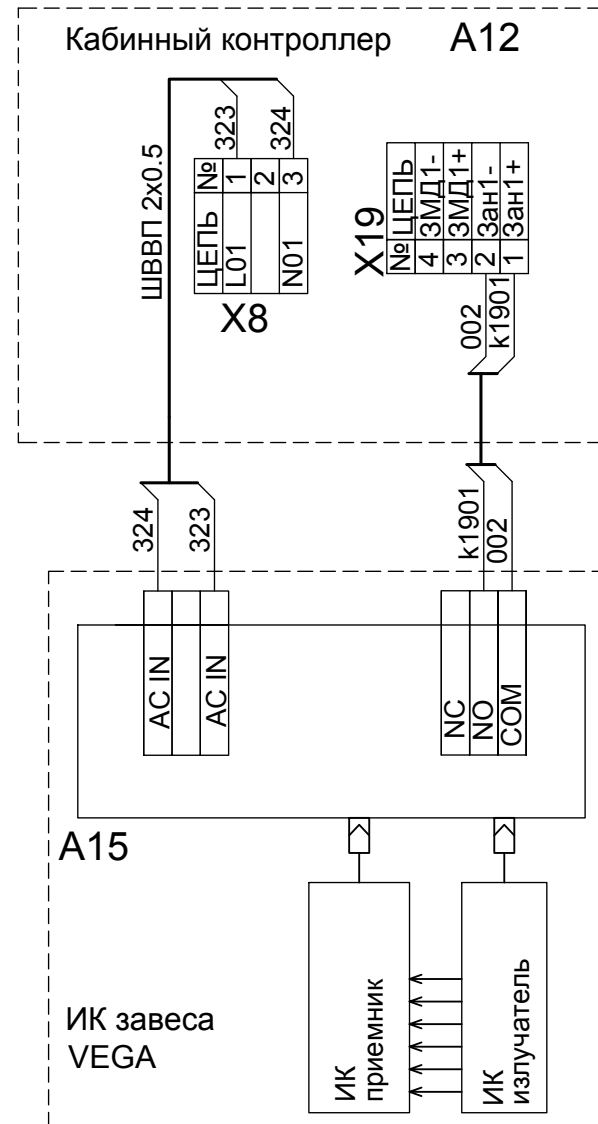 Кабинный контроллер
A12
ШВВП 2x0.5
323
324
ЦЕПЬ №
L01 1
2
N01 3
X8
X19
№ ЦЕПЬ
4 ЗМД1-
3 ЗМД1+
2 Зан1-
1 Зан1+
002
k1901
324
323
k1901
002
AC IN
AC IN
NC
NO
COM
A15
ИК завеса
VEGA
ИК
приемник
ИК
излучатель